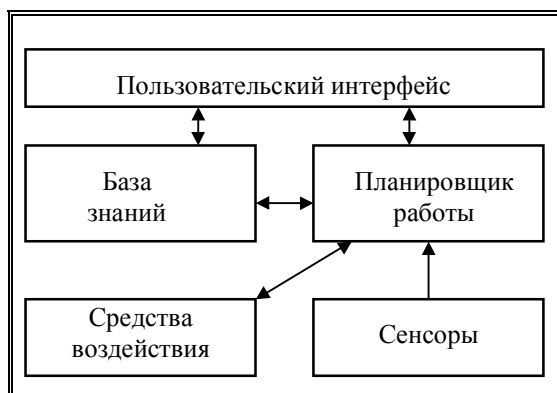 Пользовательский интерфейс
База
знаний
Планировщик
работы
Средства
воздействия
Сенсоры